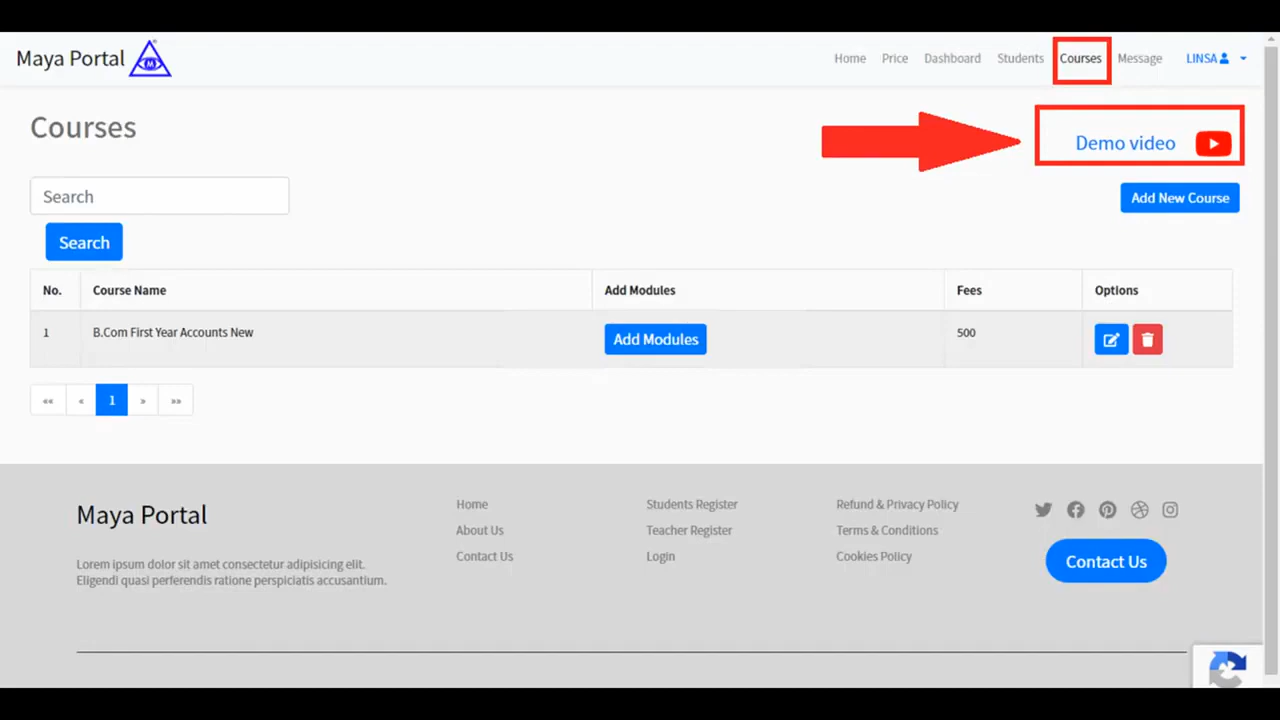 Maya Portal
Home Price Dashboard Students Courses Message LINSA
Courses
Demo video
Search
Add New Course
Search
No. Course Name Add Modules Fees Options
1 B.Com First Year Accounts New Add Modules 500
«« « 1 » »»
Maya Portal
Home Students Register Refund & Privacy Policy
About Us Teacher Register Terms & Conditions
Contact Us Login Cookies Policy
Contact Us
Lorem ipsum dolor sit amet consectetur adipisicing elit.
Eligendi quasi perferendis ratione perspiciatis accusantium.